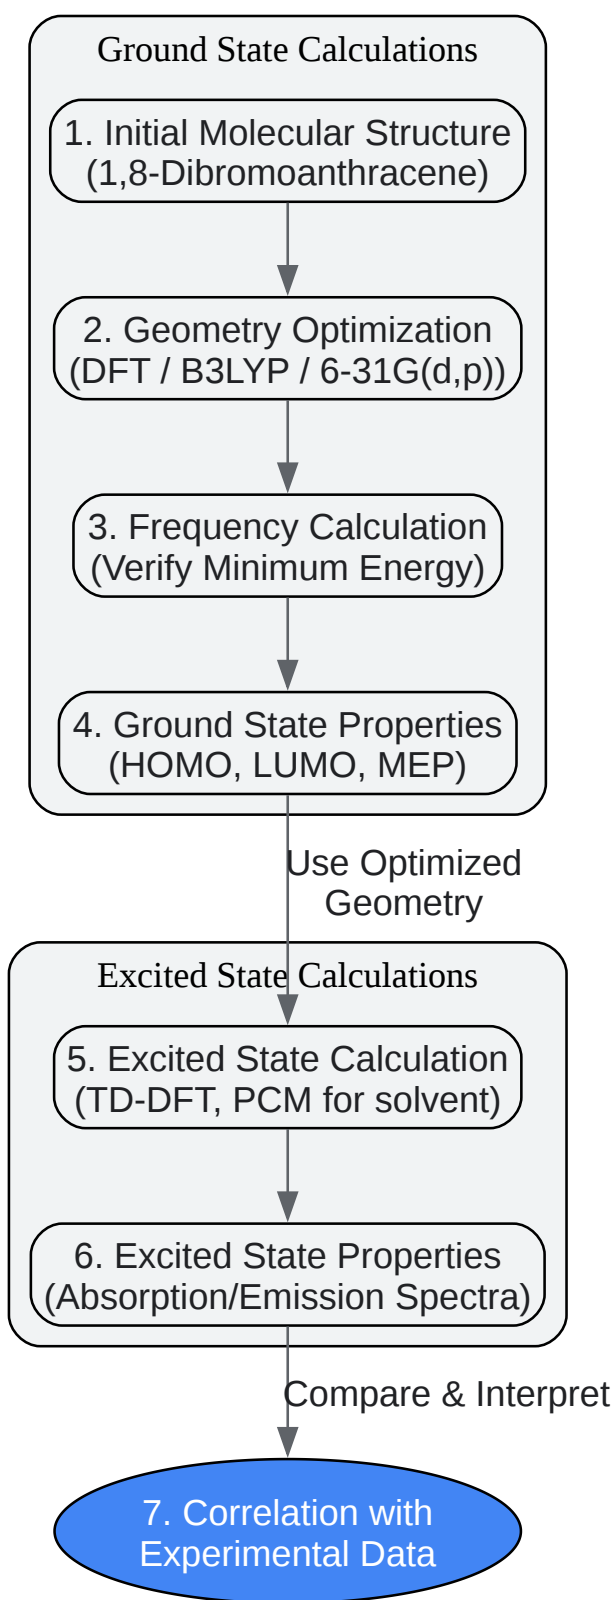 Ground State Calculations
1. Initial Molecular Structure
(1,8-Dibromoanthracene)
2. Geometry Optimization
(DFT / B3LYP / 6-31G(d,p))
3. Frequency Calculation
(Verify Minimum Energy)
4. Ground State Properties
(HOMO, LUMO, MEP)
Use Optimized
Geometry
Excited State Calculations
5. Excited State Calculation
(TD-DFT, PCM for solvent)
6. Excited State Properties
(Absorption/Emission Spectra)
Compare & Interpret
7. Correlation with
Experimental Data